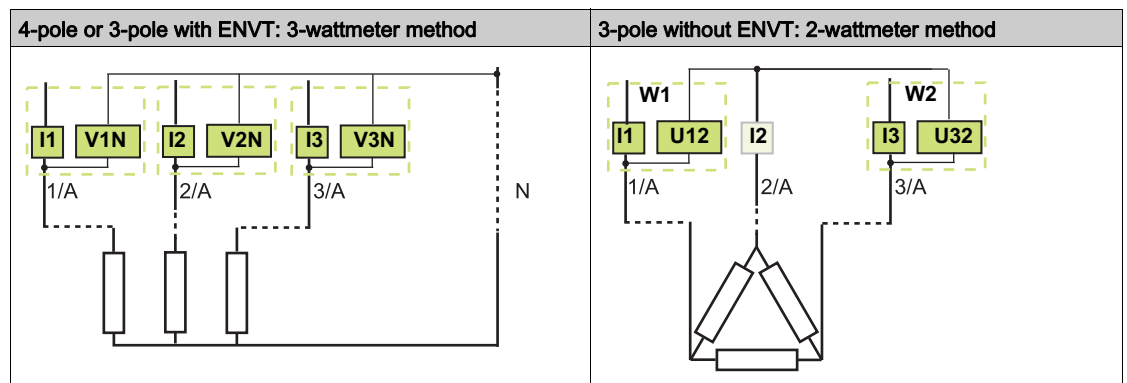 4-pole or 3-pole with ENVT: 3-wattmeter method
3-pole without ENVT: 2-wattmeter method
I1 V1N I2 V2N I3 V3N
1/A 2/A 3/A N
W1 W2
I1 U12 I2 I3 U32
1/A 2/A 3/A